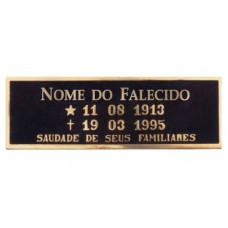 NOME DO FALECIDO
★ 11 08 1913
† 19 03 1995
SAUDADE DE SEUS FAMILIARES